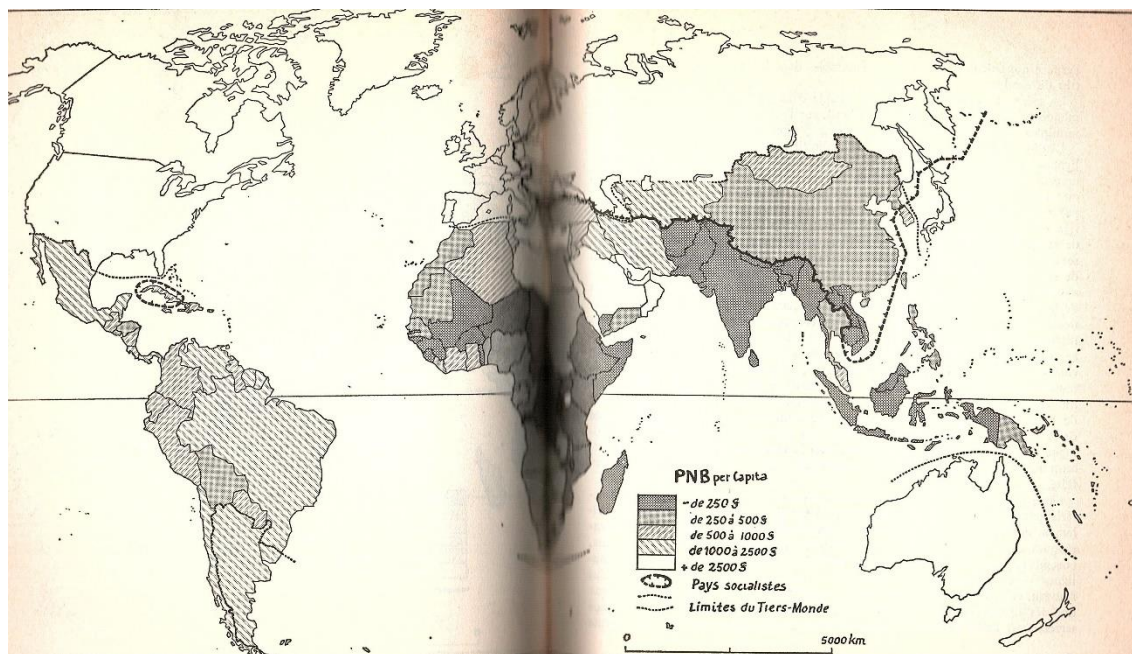 PNB per Capita
- de 250 $
de 250 à 500 $
de 500 à 1000 $
de 1000 à 2500 $
+ de 2500 $
Pays socialistes
Limites du Tiers-Monde
0 5000 km